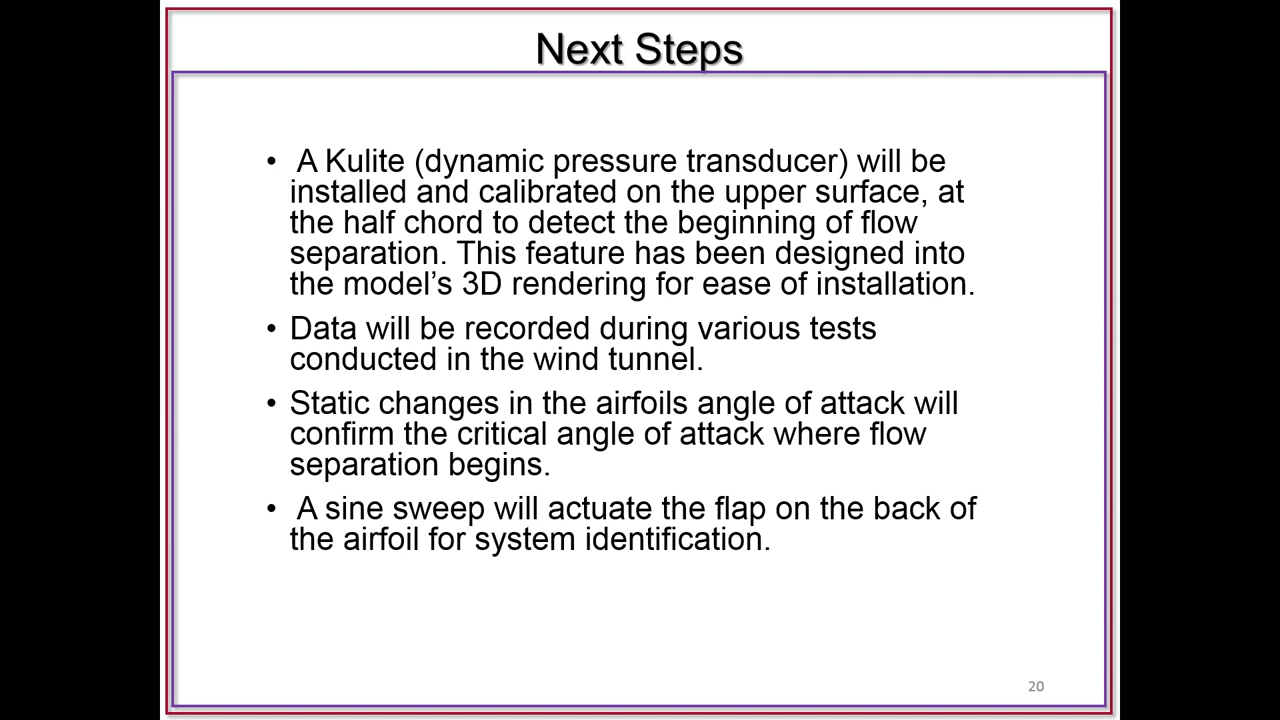 Next Steps
• A Kulite (dynamic pressure transducer) will be
installed and calibrated on the upper surface, at
the half chord to detect the beginning of flow
separation. This feature has been designed into
the model’s 3D rendering for ease of installation.
• Data will be recorded during various tests
conducted in the wind tunnel.
• Static changes in the airfoils angle of attack will
confirm the critical angle of attack where flow
separation begins.
• A sine sweep will actuate the flap on the back of
the airfoil for system identification.
20